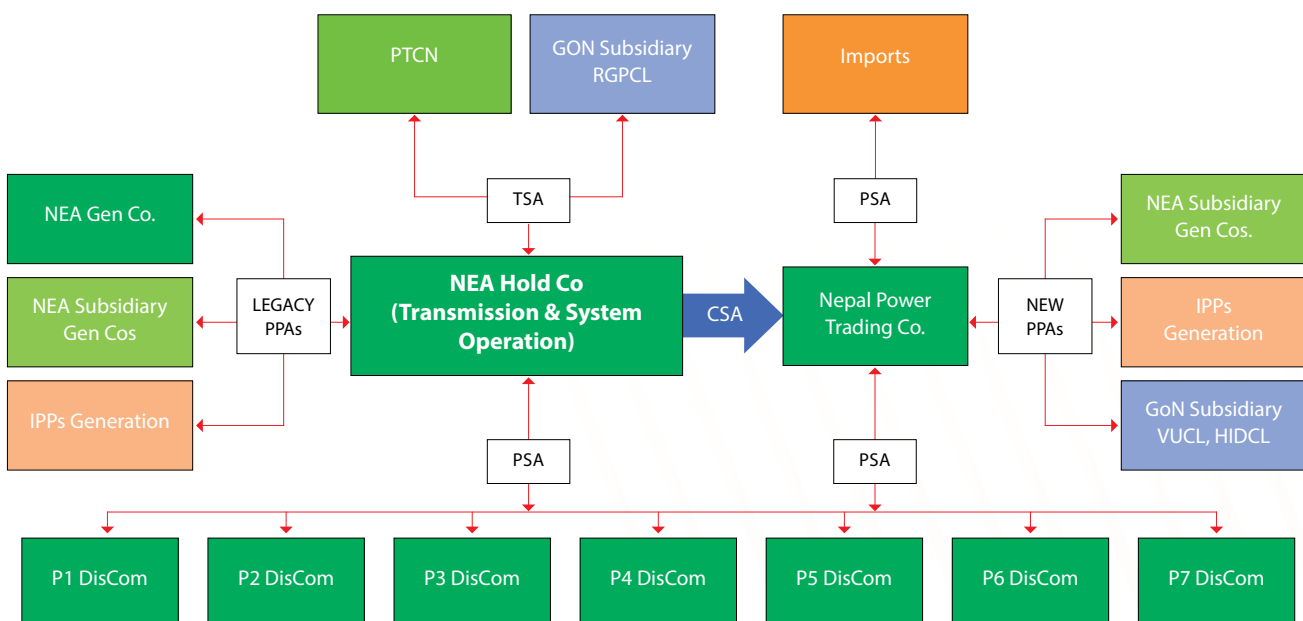 PTCN
GON Subsidiary
RGPCL
Imports
TSA
PSA
NEA Gen Co.
NEA Subsidiary
Gen Cos
IPPs Generation
LEGACY
PPAs
NEA Hold Co
(Transmission & System
Operation)
CSA
Nepal Power
Trading Co.
NEW
PPAs
NEA Subsidiary
Gen Cos.
IPPs
Generation
GoN Subsidiary
VUCL, HIDCL
PSA
PSA
P1 DisCom
P2 DisCom
P3 DisCom
P4 DisCom
P5 DisCom
P6 DisCom
P7 DisCom